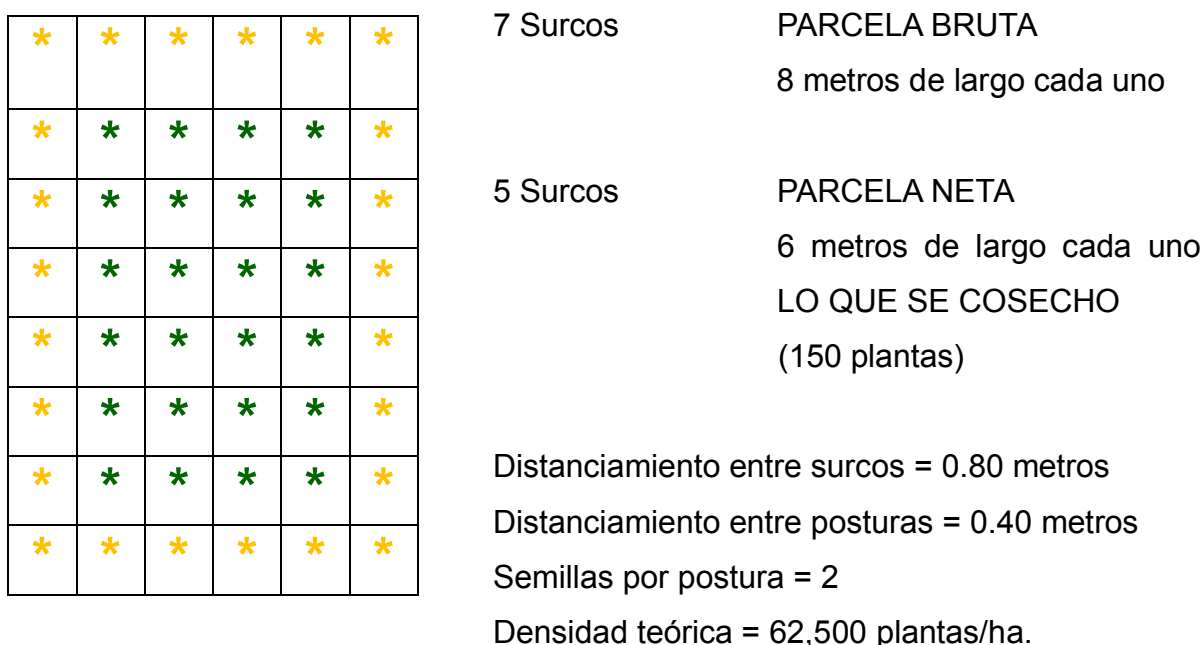 * * * * * *
* * * * * *
* * * * * *
* * * * * *
* * * * * *
* * * * * *
* * * * * *
* * * * * *
7 Surcos PARCELA BRUTA
8 metros de largo cada uno
5 Surcos PARCELA NETA
6 metros de largo cada uno
LO QUE SE COSECHO
(150 plantas)
Distanciamiento entre surcos = 0.80 metros
Distanciamiento entre posturas = 0.40 metros
Semillas por postura = 2
Densidad teórica = 62,500 plantas/ha.